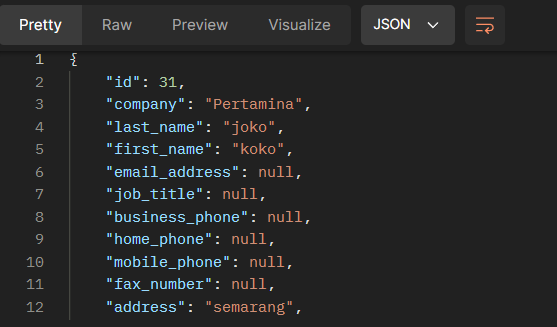 Pretty Raw Preview Visualize JSON
1 {
2 "id": 31,
3 "company": "Pertamina",
4 "last_name": "joko",
5 "first_name": "koko",
6 "email_address": null,
7 "job_title": null,
8 "business_phone": null,
9 "home_phone": null,
10 "mobile_phone": null,
11 "fax_number": null,
12 "address": "semarang",